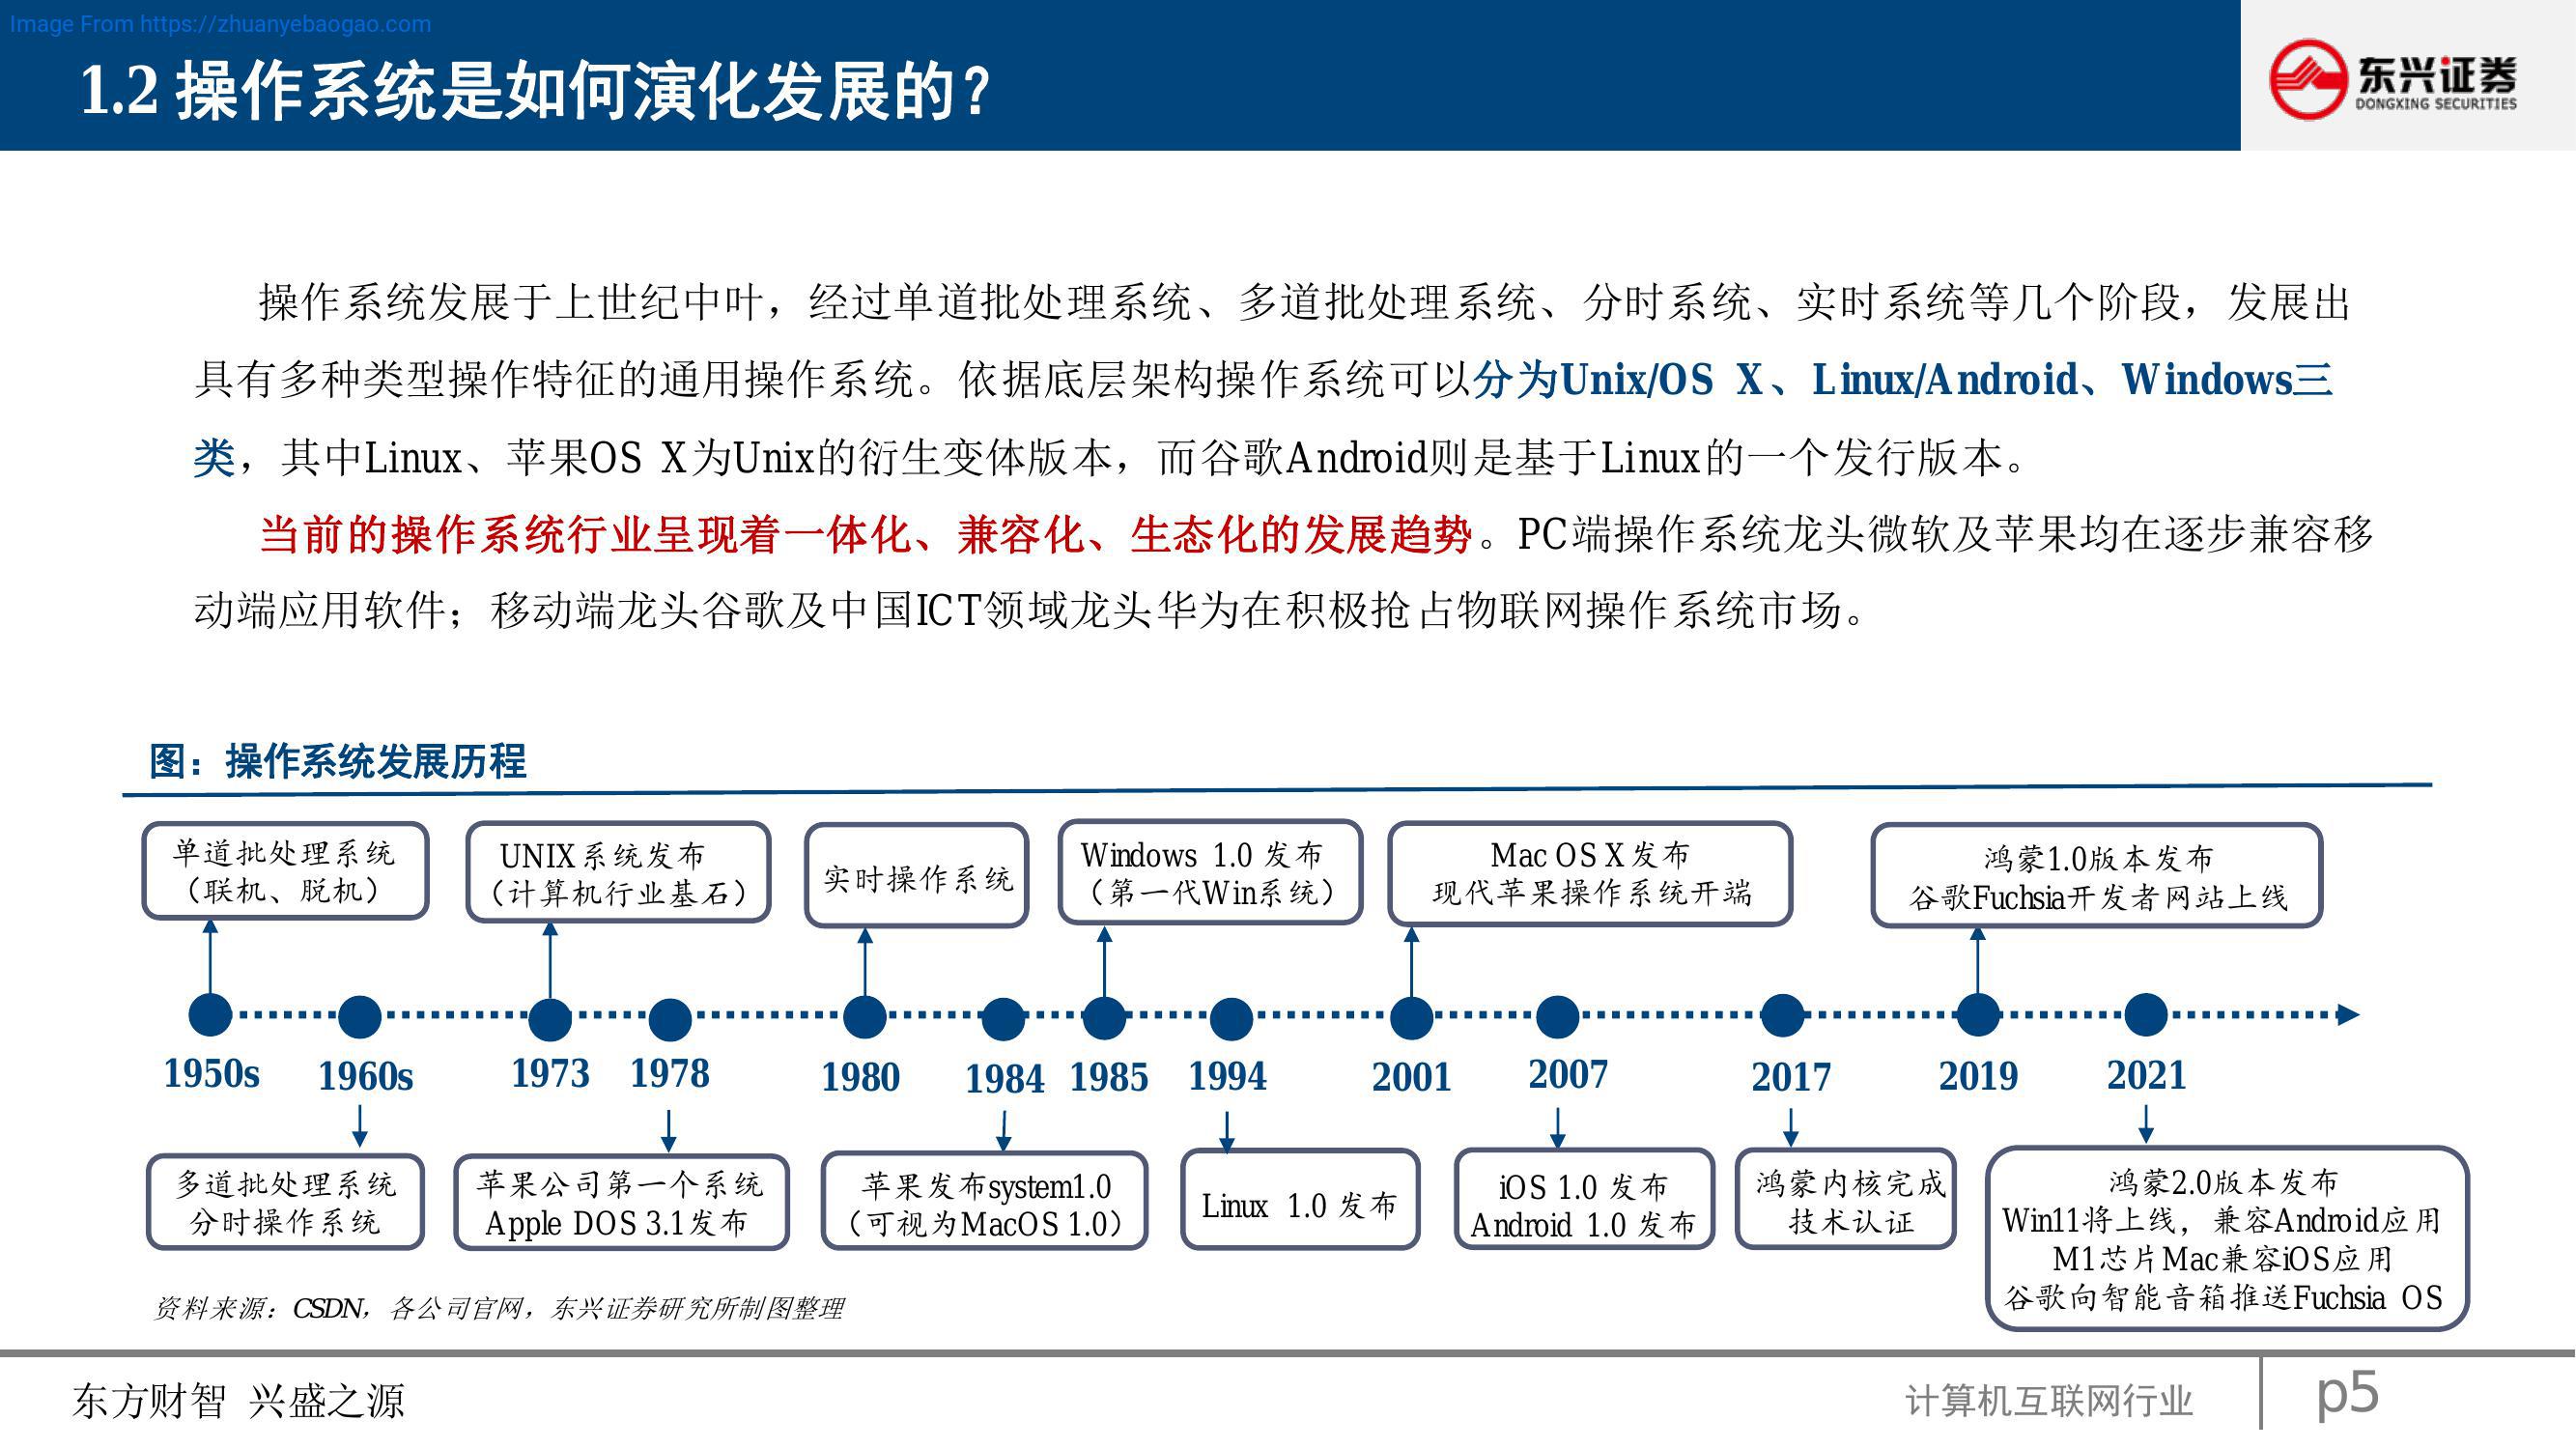 Image From https://zhuanyebaogao.com
1.2 操作系统是如何演化发展的？
东兴证券
DONGXING SECURITIES
操作系统发展于上世纪中叶，经过单道批处理系统、多道批处理系统、分时系统、实时系统等几个阶段，发展出
具有多种类型操作特征的通用操作系统。依据底层架构操作系统可以分为Unix/OS X、Linux/Android、Windows三
类，其中Linux、苹果OS X为Unix的衍生变体版本，而谷歌Android则是基于Linux的一个发行版本。
当前的操作系统行业呈现着一体化、兼容化、生态化的发展趋势。PC端操作系统龙头微软及苹果均在逐步兼容移
动端应用软件；移动端龙头谷歌及中国ICT领域龙头华为在积极抢占物联网操作系统市场。
图：操作系统发展历程
单道批处理系统
（联机、脱机）
UNIX系统发布
（计算机行业基石）
实时操作系统
Windows 1.0 发布
（第一代Win系统）
Mac OS X发布
现代苹果操作系统开端
鸿蒙1.0版本发布
谷歌Fuchsia开发者网站上线
1950s 1960s 1973 1978 1980 1984 1985 1994 2001 2007 2017 2019 2021
多道批处理系统
分时操作系统
苹果公司第一个系统
Apple DOS 3.1发布
苹果发布system1.0
（可视为MacOS 1.0）
Linux 1.0 发布
iOS 1.0 发布
Android 1.0 发布
鸿蒙内核完成
技术认证
鸿蒙2.0版本发布
Win11将上线，兼容Android应用
M1芯片Mac兼容iOS应用
谷歌向智能音箱推送Fuchsia OS
资料来源：CSDN，各公司官网，东兴证券研究所制图整理
东方财智 兴盛之源
计算机互联网行业
p5